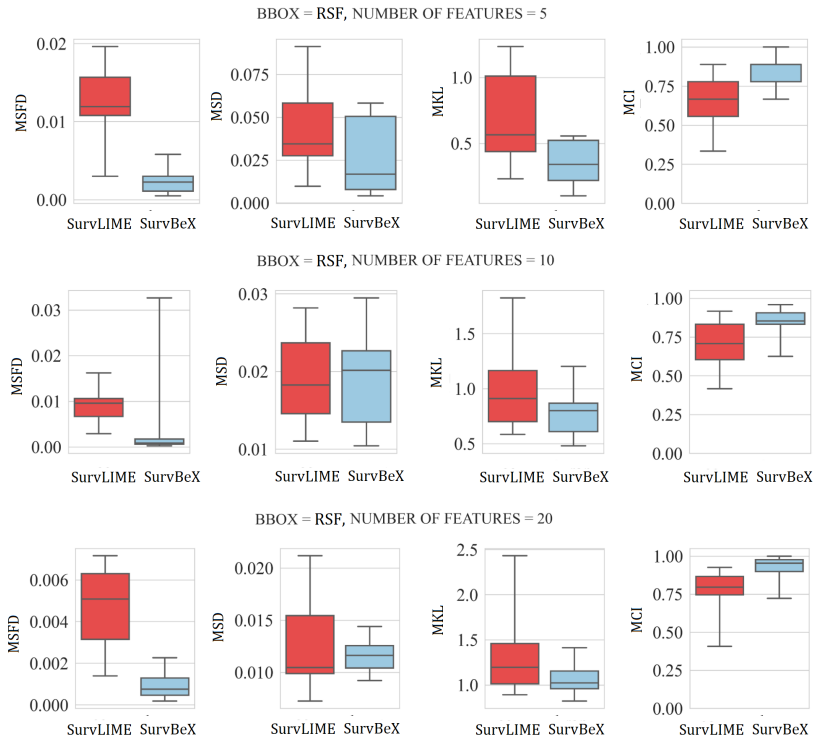 BBOX = RSF, NUMBER OF FEATURES = 5
MSFD
0.02
0.01
0.00
SurvLIME SurvBeX
MSD
0.075
0.050
0.025
0.000
SurvLIME SurvBeX
MKL
1.0
0.5
SurvLIME SurvBeX
MCI
1.00
0.75
0.50
0.25
0.00
SurvLIME SurvBeX
BBOX = RSF, NUMBER OF FEATURES = 10
MSFD
0.03
0.02
0.01
0.00
SurvLIME SurvBeX
MSD
0.03
0.02
0.01
SurvLIME SurvBeX
MKL
1.5
1.0
0.5
SurvLIME SurvBeX
MCI
1.00
0.75
0.50
0.25
0.00
SurvLIME SurvBeX
BBOX = RSF, NUMBER OF FEATURES = 20
MSFD
0.006
0.004
0.002
0.000
SurvLIME SurvBeX
MSD
0.020
0.015
0.010
SurvLIME SurvBeX
MKL
2.5
2.0
1.5
1.0
SurvLIME SurvBeX
MCI
1.00
0.75
0.50
0.25
0.00
SurvLIME SurvBeX